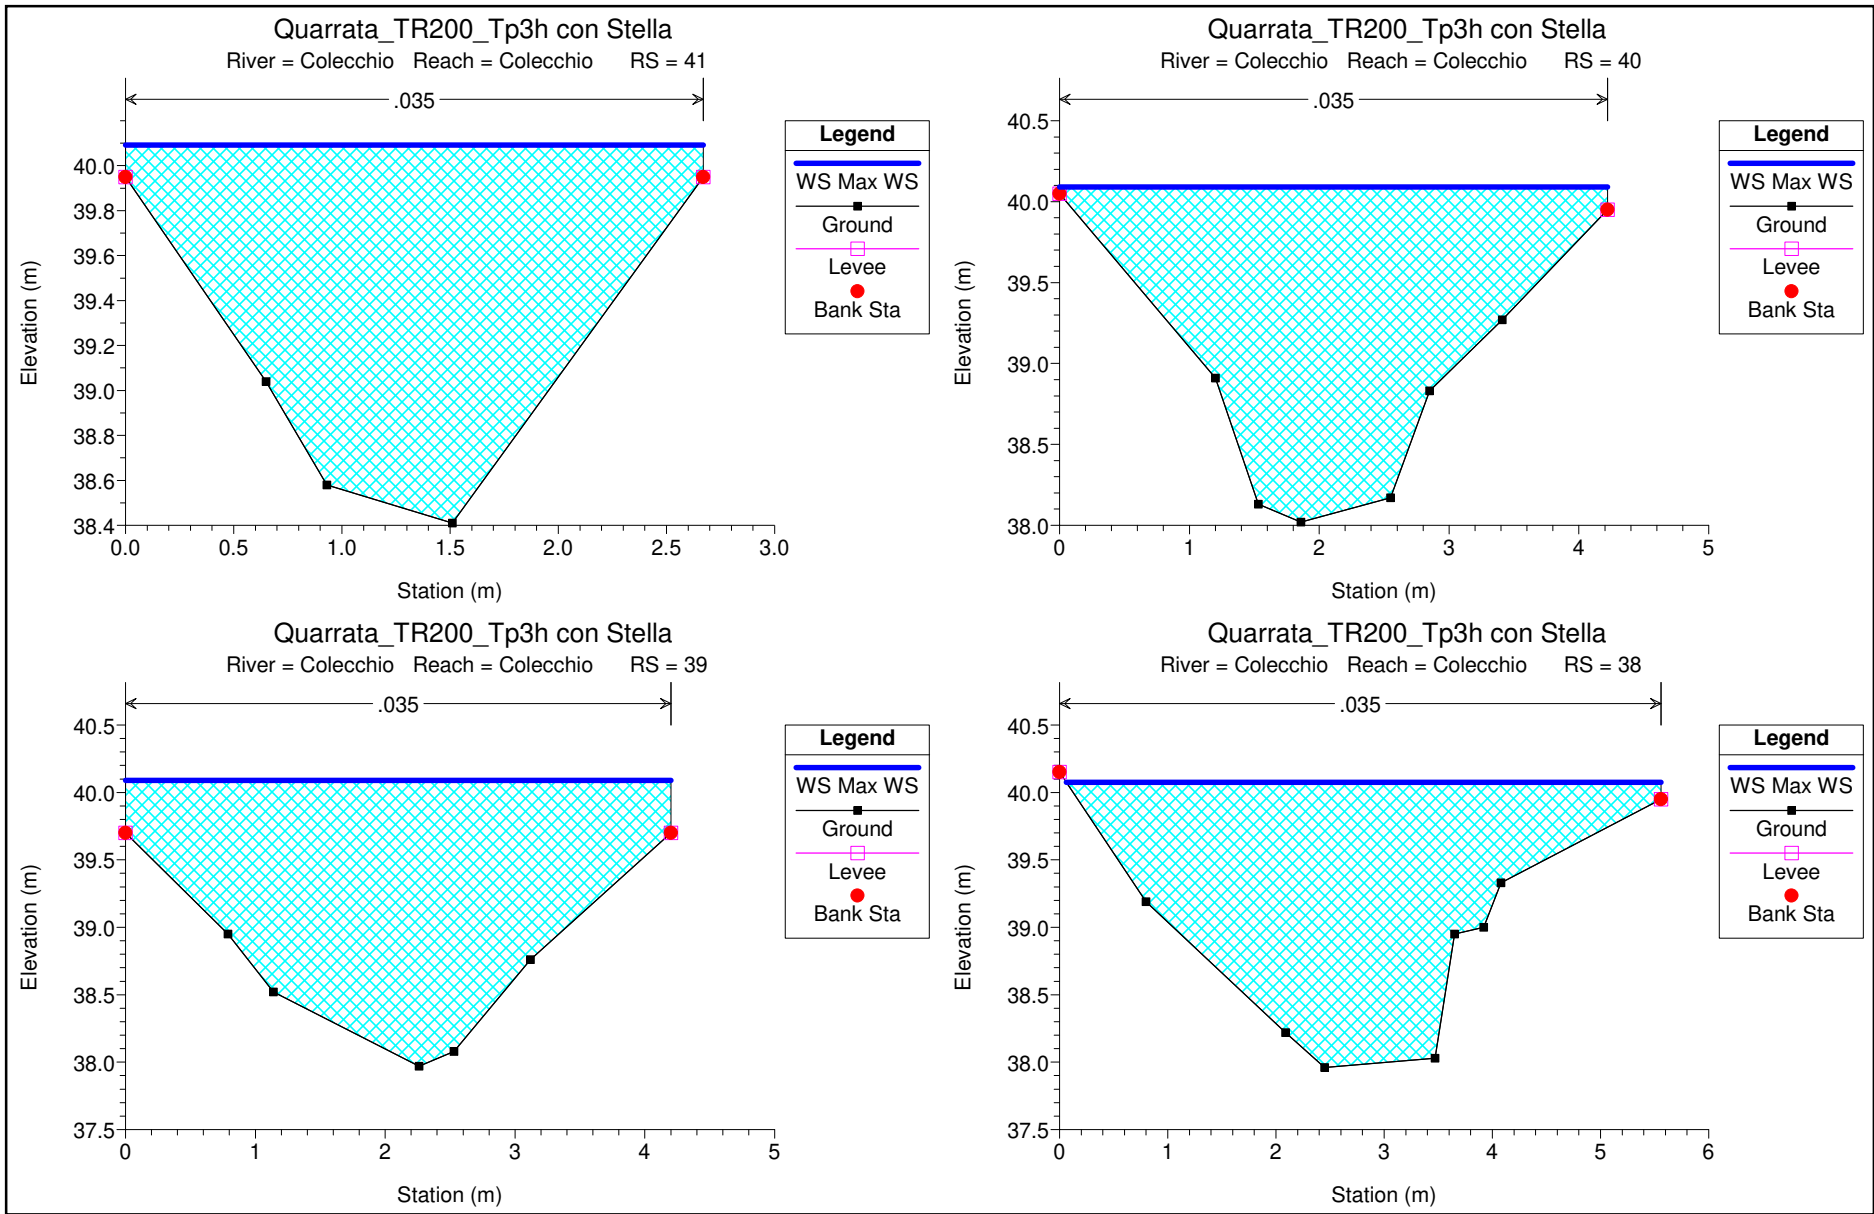 Quarrata_TR200_Tp3h con Stella
River = Colecchio Reach = Colecchio RS = 41
.035
40.0
39.8
39.6
39.4
39.2
39.0
38.8
38.6
38.4
Elevation (m)
0.0 0.5 1.0 1.5 2.0 2.5 3.0
Station (m)
Legend
WS Max WS
Ground
Levee
Bank Sta
Quarrata_TR200_Tp3h con Stella
River = Colecchio Reach = Colecchio RS = 40
.035
40.5
40.0
39.5
39.0
38.5
38.0
Elevation (m)
0 1 2 3 4 5
Station (m)
Legend
WS Max WS
Ground
Levee
Bank Sta
Quarrata_TR200_Tp3h con Stella
River = Colecchio Reach = Colecchio RS = 39
.035
40.5
40.0
39.5
39.0
38.5
38.0
37.5
Elevation (m)
0 1 2 3 4 5
Station (m)
Legend
WS Max WS
Ground
Levee
Bank Sta
Quarrata_TR200_Tp3h con Stella
River = Colecchio Reach = Colecchio RS = 38
.035
40.5
40.0
39.5
39.0
38.5
38.0
37.5
Elevation (m)
0 1 2 3 4 5 6
Station (m)
Legend
WS Max WS
Ground
Levee
Bank Sta